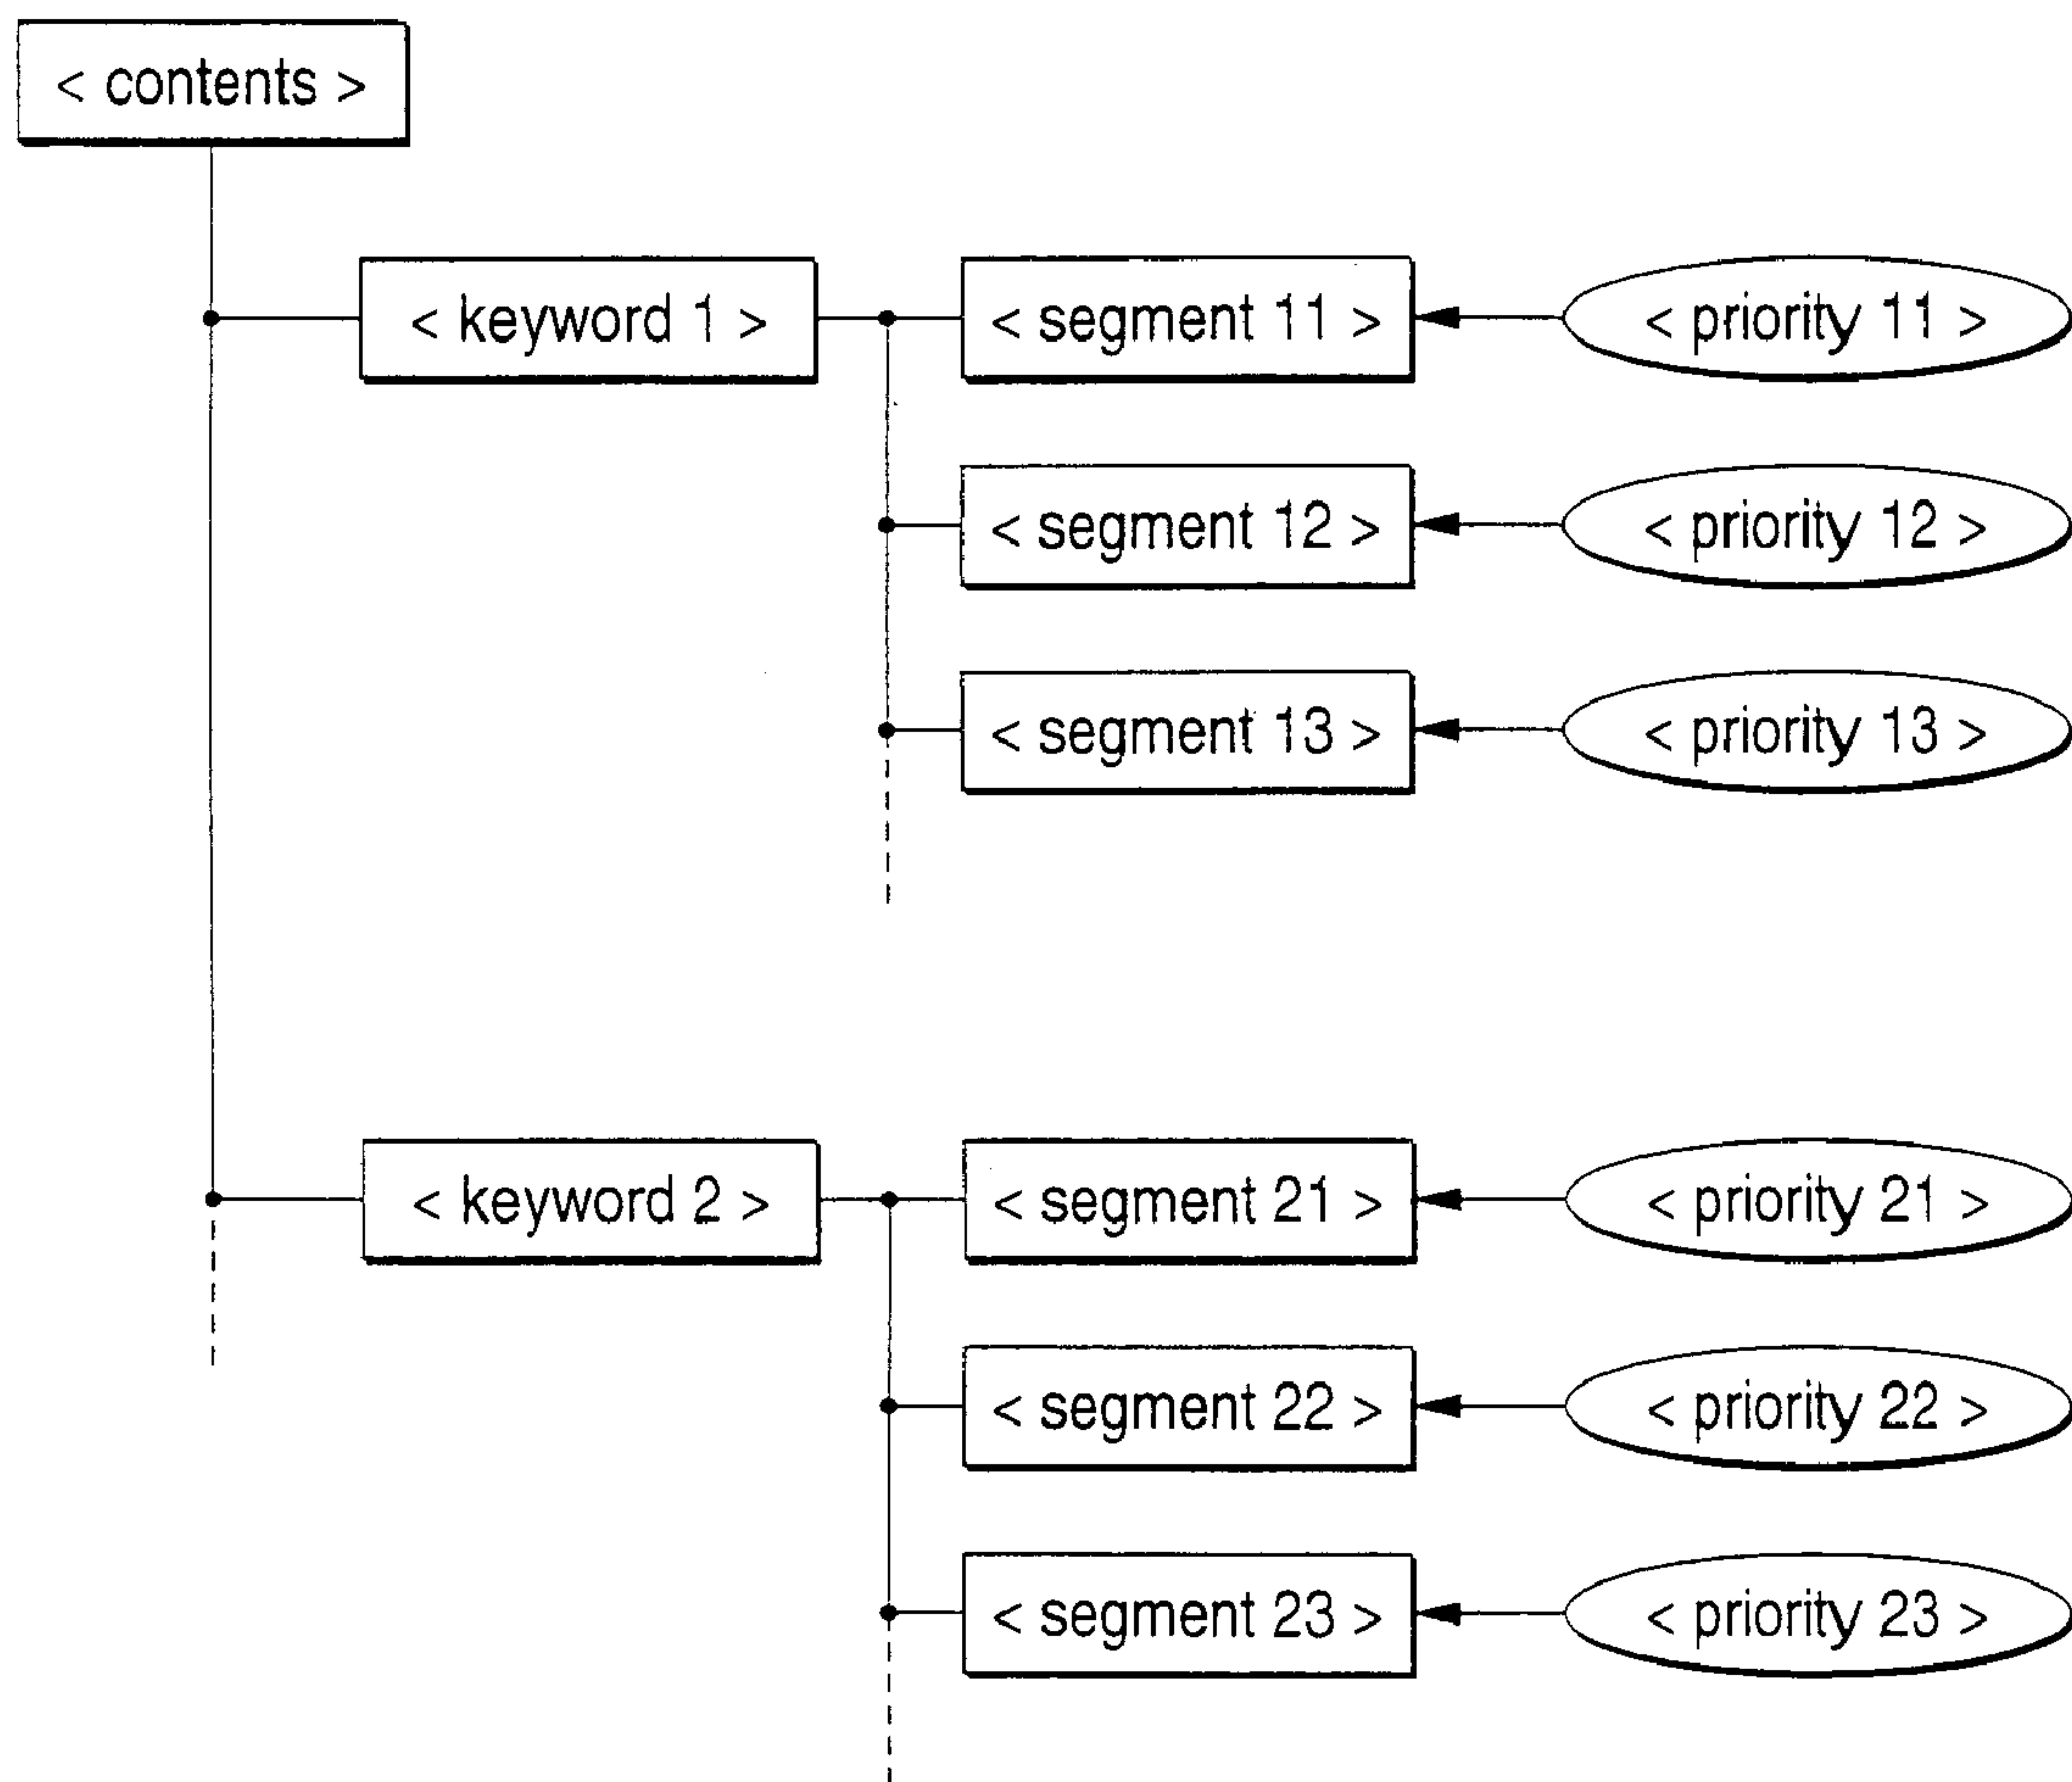 < contents >
< keyword 1 > < segment 11 > < priority 11 >
< segment 12 > < priority 12 >
< segment 13 > < priority 13 >
< keyword 2 > < segment 21 > < priority 21 >
< segment 22 > < priority 22 >
< segment 23 > < priority 23 >